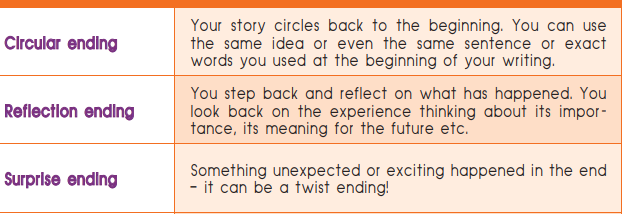 Circular ending
Your story circles back to the beginning. You can use
the same idea or even the same sentence or exact
words you used at the beginning of your writing.
Reflection ending
You step back and reflect on what has happened. You
look back on the experience thinking about its impor-
tance, its meaning for the future etc.
Surprise ending
Something unexpected or exciting happened in the end
- it can be a twist ending!